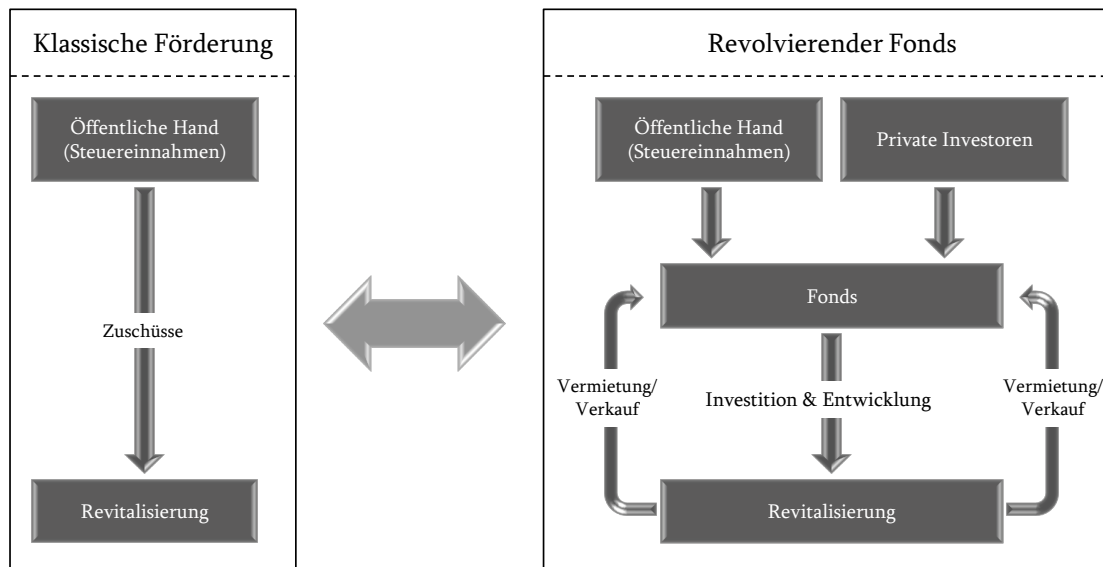 Klassische Förderung
Öffentliche Hand
(Steuereinnahmen)
Zuschüsse
Revitalisierung
Revolvierender Fonds
Öffentliche Hand
(Steuereinnahmen)
Private Investoren
Fonds
Vermietung/
Verkauf
Investition & Entwicklung
Vermietung/
Verkauf
Revitalisierung